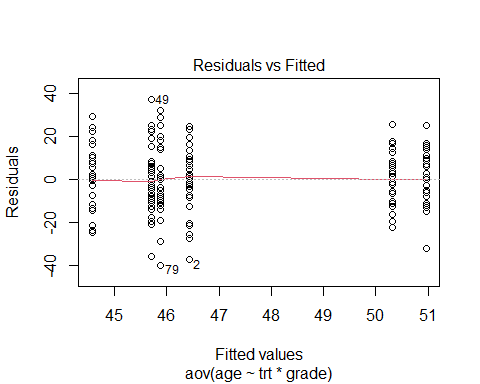 Residuals vs Fitted
Residuals
40
20
0
-20
-40
49
79
2
45 46 47 48 49 50 51
Fitted values
aov(age ~ trt * grade)